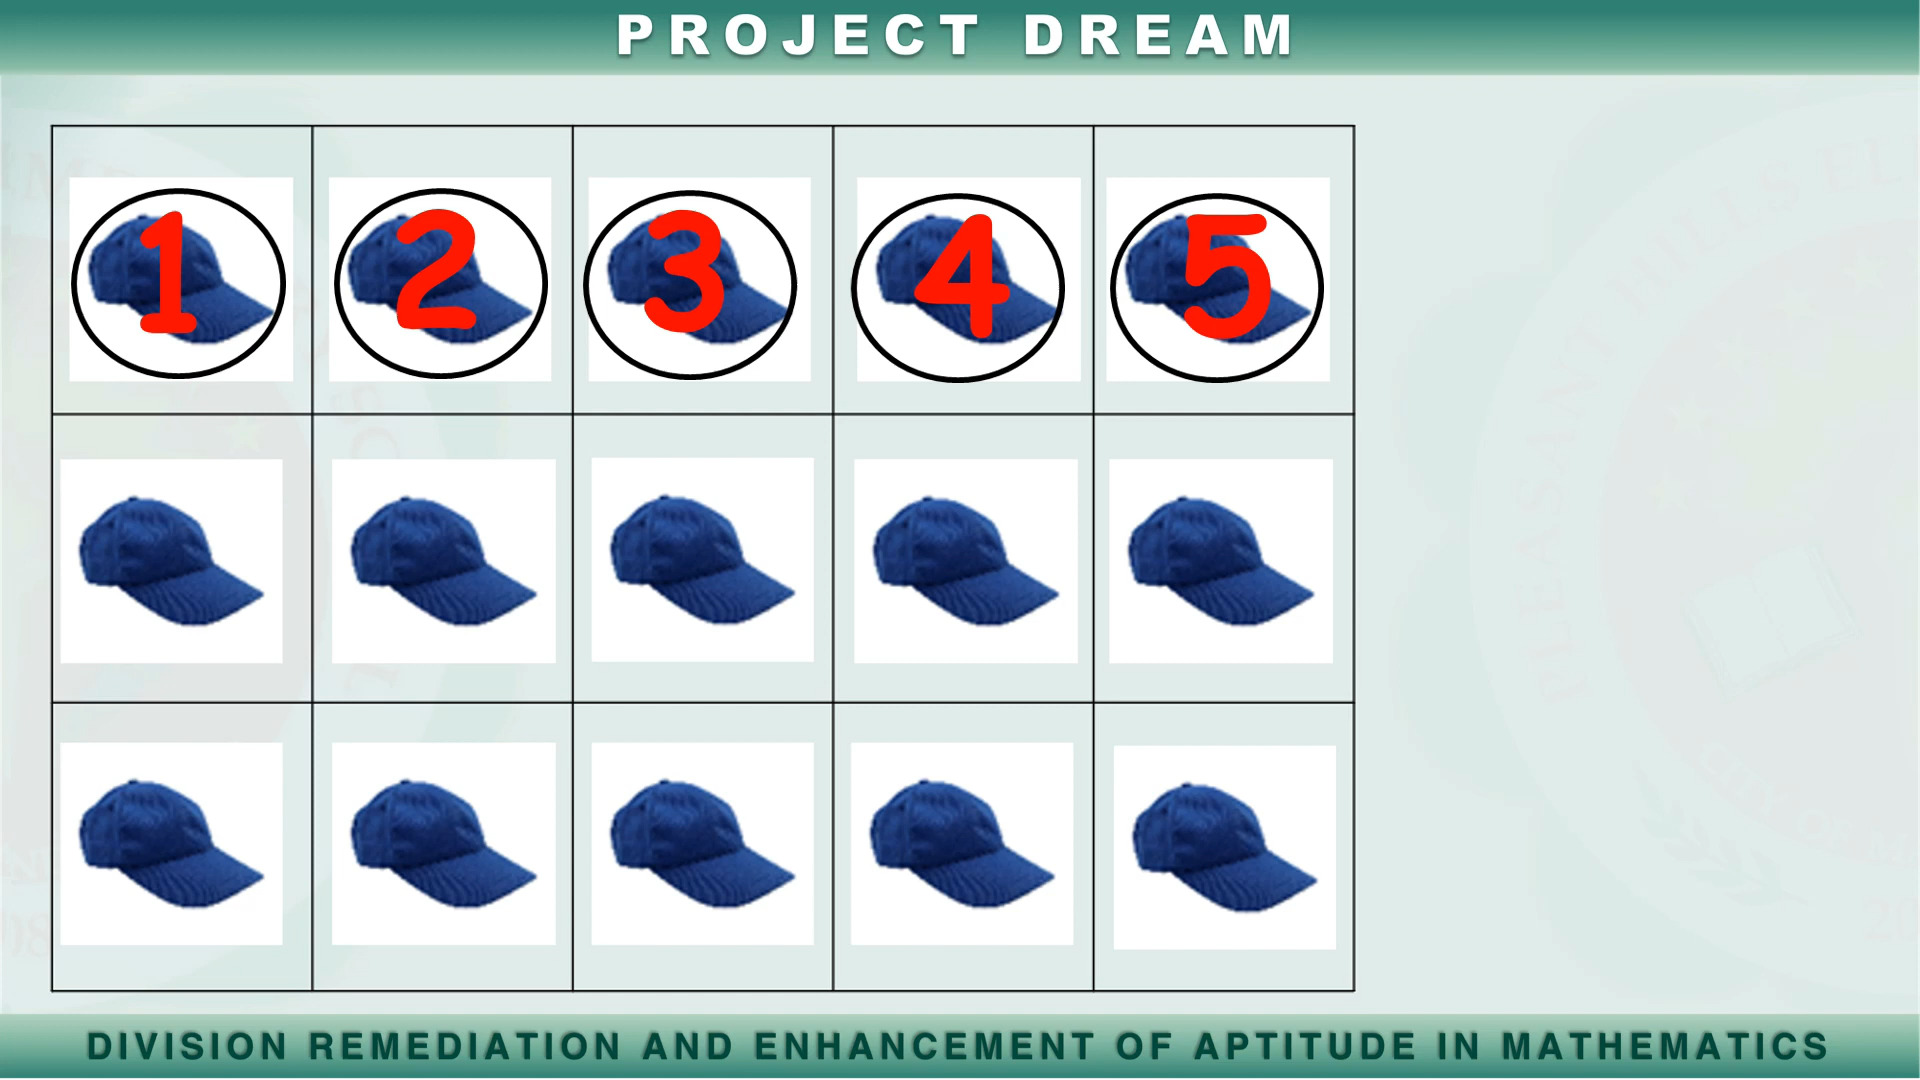 PROJECT DREAM
1 2 3 4 5
DIVISION REMEDIATION AND ENHANCEMENT OF APTITUDE IN MATHEMATICS